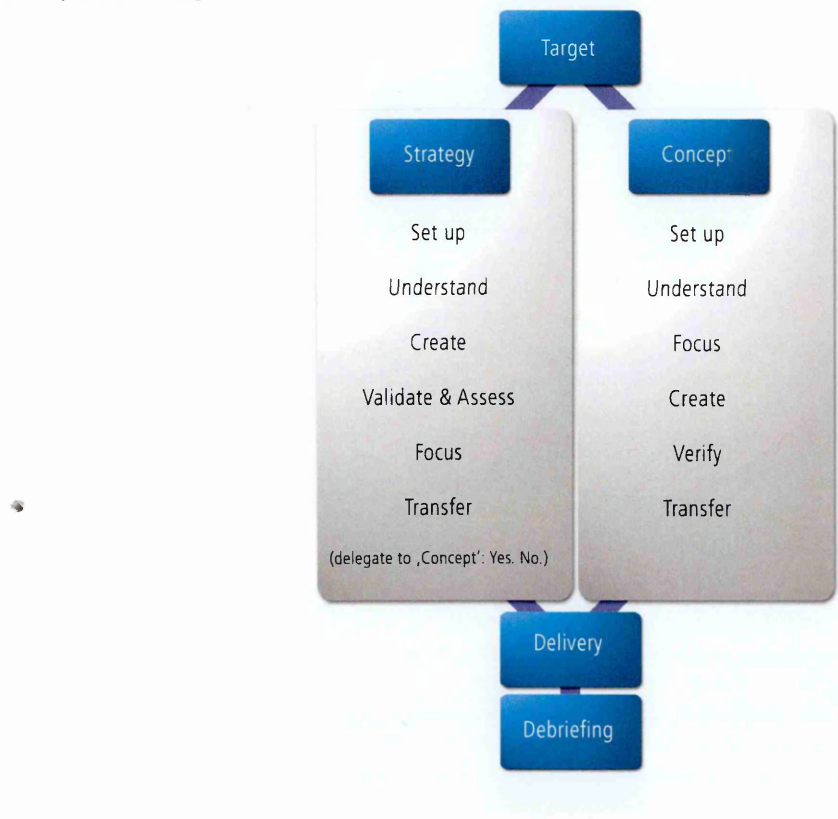 Target
Strategy
Set up
Understand
Create
Validate & Assess
Focus
Transfer
(delegate to ‚Concept': Yes. No.)
Concept
Set up
Understand
Focus
Create
Verify
Transfer
Delivery
Debriefing